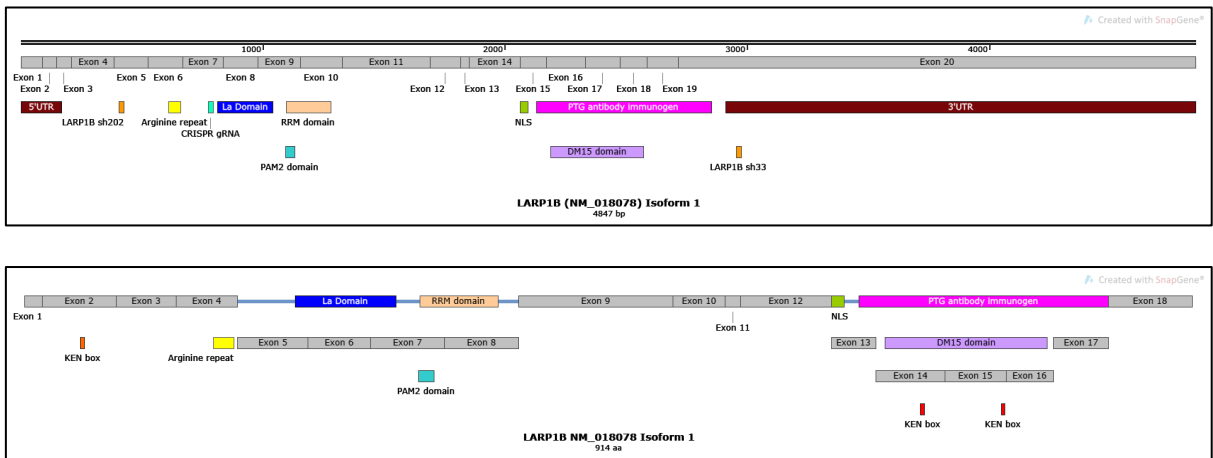 Created with SnapGene®
1000 2000 3000 4000
Exon 4 Exon 7 Exon 9 Exon 11 Exon 14 Exon 20
Exon 1 Exon 5 Exon 6 Exon 8 Exon 10 Exon 16
Exon 2 Exon 3 Exon 12 Exon 13 Exon 15 Exon 17 Exon 18 Exon 19
5'UTR La Domain PTG antibody immunogen 3'UTR
LARP1B sh202 Arginine repeat RRM domain NLS
CRISPR gRNA
DM15 domain
PAM2 domain LARP1B sh33
LARP1B (NM_018078) Isoform 1
4847 bp
Created with SnapGene®
Exon 2 Exon 3 Exon 4 La Domain RRM domain Exon 9 Exon 10 Exon 12 PTG antibody immunogen Exon 18
Exon 1 NLS
Exon 11
Exon 5 Exon 6 Exon 7 Exon 8 Exon 13 DM15 domain Exon 17
KEN box Arginine repeat
Exon 14 Exon 15 Exon 16
PAM2 domain
KEN box KEN box
LARP1B NM_018078 Isoform 1
914 aa